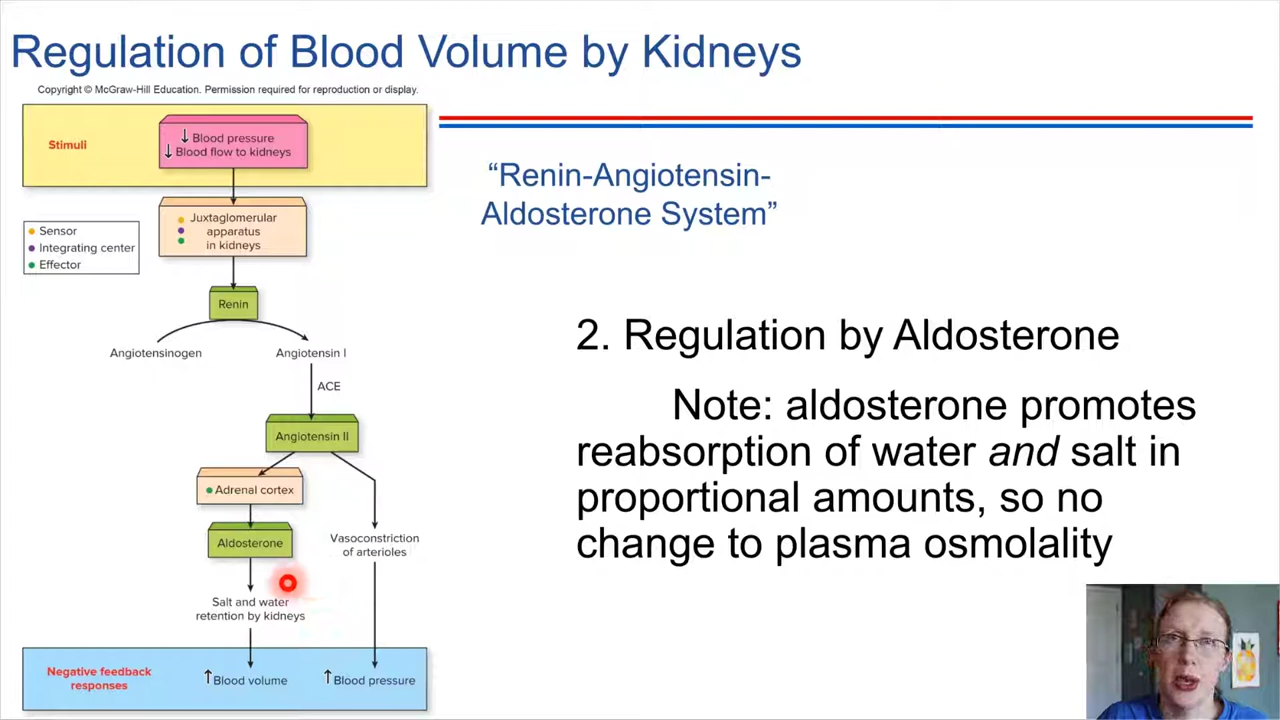 Regulation of Blood Volume by Kidneys
Copyright © McGraw-Hill Education. Permission required for reproduction or display.
Stimuli
↓ Blood pressure
↓ Blood flow to kidneys
Juxtaglomerular
apparatus
in kidneys
Sensor
Integrating center
Effector
Renin
Angiotensinogen
Angiotensin I
ACE
Angiotensin II
Adrenal cortex
Aldosterone
Vasoconstriction
of arterioles
Salt and water
retention by kidneys
Negative feedback
responses
↑ Blood volume
↑ Blood pressure
“Renin-Angiotensin-
Aldosterone System”
2. Regulation by Aldosterone
Note: aldosterone promotes
reabsorption of water and salt in
proportional amounts, so no
change to plasma osmolality